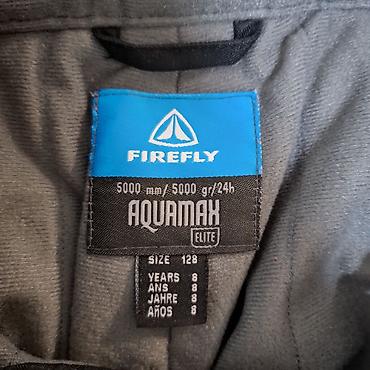 FIREFLY
5000 mm/ 5000 gr/24h
AQUAMAX
ELITE
SIZE 128
YEARS 8
ANS 8
JAHRE 8
AÑOS 8